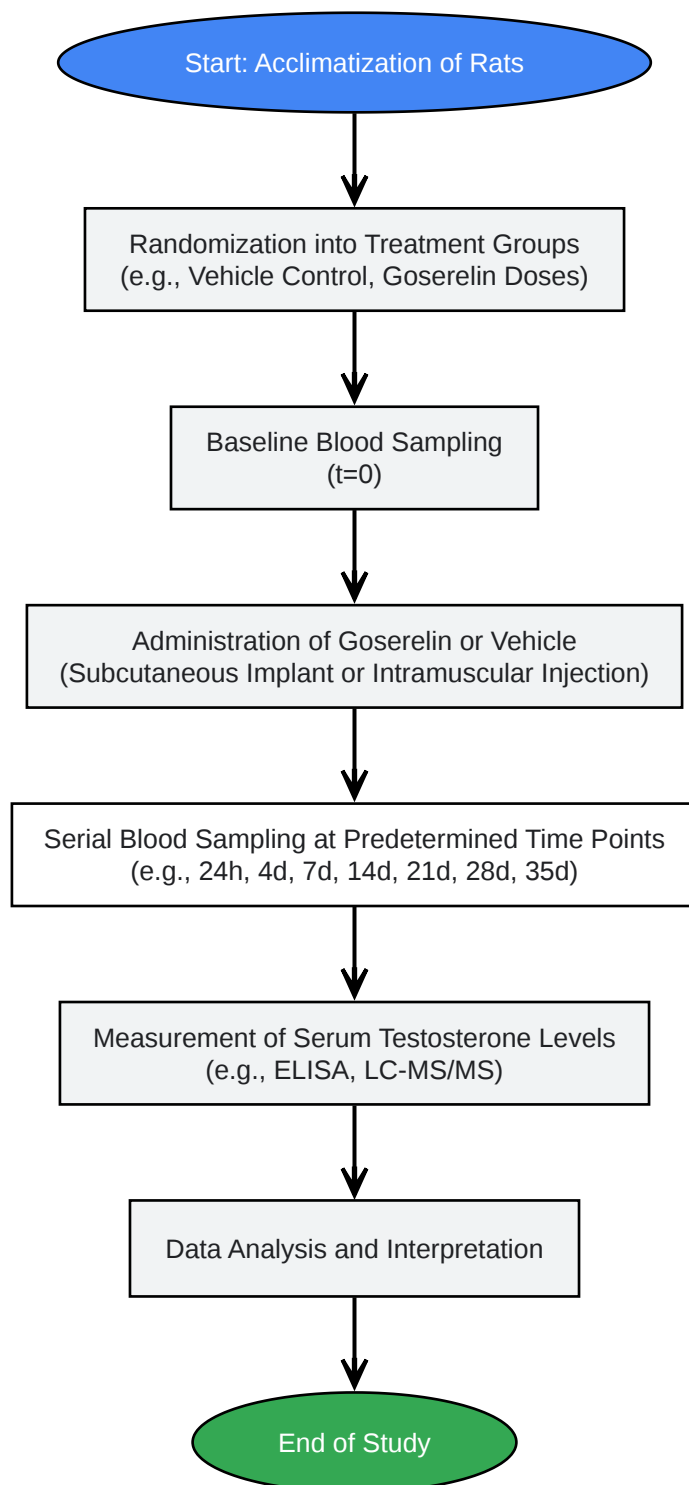 Start: Acclimatization of Rats
Randomization into Treatment Groups
(e.g., Vehicle Control, Goserelin Doses)
Baseline Blood Sampling
(t=0)
Administration of Goserelin or Vehicle
(Subcutaneous Implant or Intramuscular Injection)
Serial Blood Sampling at Predetermined Time Points
(e.g., 24h, 4d, 7d, 14d, 21d, 28d, 35d)
Measurement of Serum Testosterone Levels
(e.g., ELISA, LC-MS/MS)
Data Analysis and Interpretation
End of Study